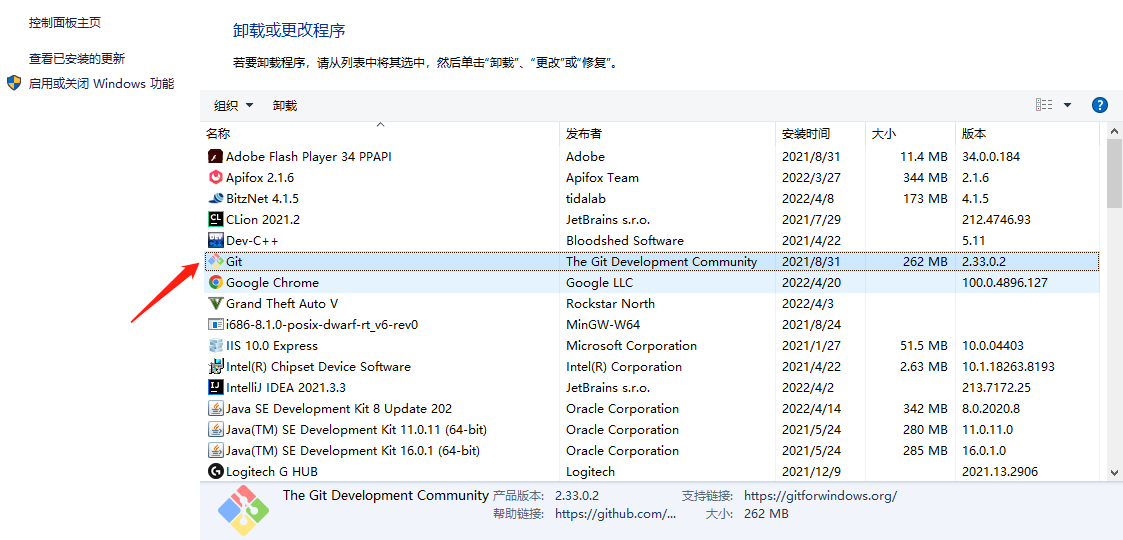 控制面板主页
查看已安装的更新
启用或关闭 Windows 功能
卸载或更改程序
若要卸载程序，请从列表中将其选中，然后单击“卸载”、“更改”或“修复”。
组织 卸载
名称 发布者 安装时间 大小 版本
Adobe Flash Player 34 PPAPI Adobe 2021/8/31 11.4 MB 34.0.0.184
Apifox 2.1.6 Apifox Team 2022/3/27 344 MB 2.1.6
BitzNet 4.1.5 tidalab 2022/4/8 173 MB 4.1.5
CLion 2021.2 JetBrains s.r.o. 2021/7/29 212.4746.93
Dev-C++ Bloodshed Software 2021/4/22 5.11
Git The Git Development Community 2021/8/31 262 MB 2.33.0.2
Google Chrome Google LLC 2022/4/20 100.0.4896.127
Grand Theft Auto V Rockstar North 2022/4/3
i686-8.1.0-posix-dwarf-rt_v6-rev0 MinGW-W64 2021/8/24
IIS 10.0 Express Microsoft Corporation 2021/1/27 51.5 MB 10.0.04403
Intel(R) Chipset Device Software Intel(R) Corporation 2021/4/22 2.63 MB 10.1.18263.8193
IntelliJ IDEA 2021.3.3 JetBrains s.r.o. 2022/4/2 213.7172.25
Java SE Development Kit 8 Update 202 Oracle Corporation 2022/4/14 342 MB 8.0.2020.8
Java(TM) SE Development Kit 11.0.11 (64-bit) Oracle Corporation 2021/5/24 280 MB 11.0.11.0
Java(TM) SE Development Kit 16.0.1 (64-bit) Oracle Corporation 2021/5/24 285 MB 16.0.1.0
Logitech G HUB Logitech 2021/12/9 2021.13.2906
The Git Development Community 产品版本: 2.33.0.2 支持链接: https://gitforwindows.org/
帮助链接: https://github.com/... 大小: 262 MB